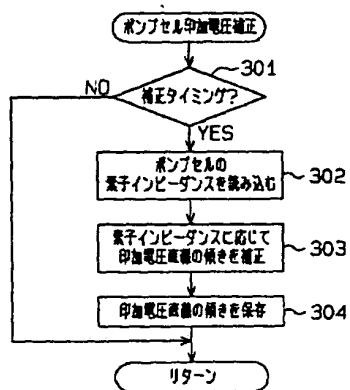 ポンプセル印加電圧補正
301
補正タイミング?
NO
YES
ポンプセルの
素子インピーダンスを読み込む
302
素子インピーダンスに応じて
印加電圧直線の傾きを補正
303
印加電圧直線の傾きを保存
304
リターン